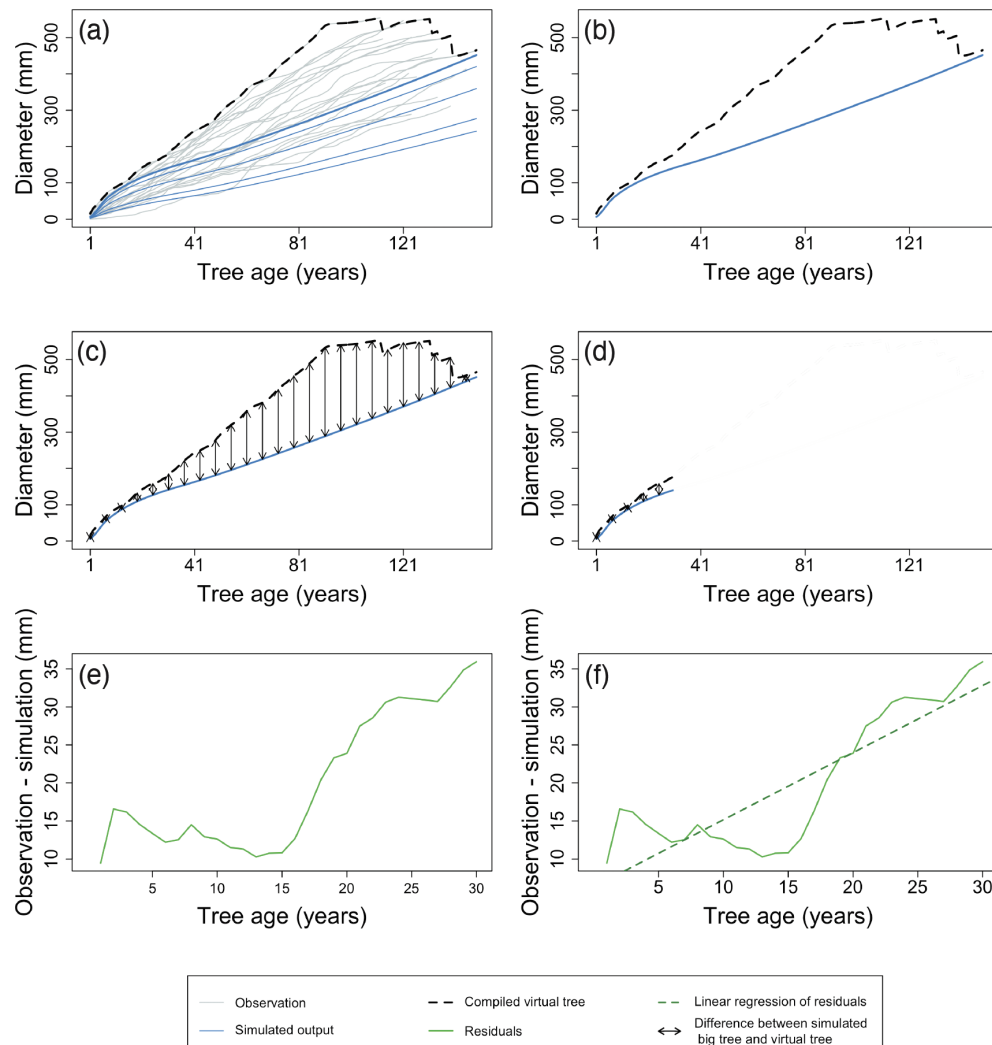 (a)
Diameter (mm)
500
300
100
0
1
41
81
121
Tree age (years)
(b)
Diameter (mm)
500
300
100
0
1
41
81
121
Tree age (years)
(c)
Diameter (mm)
500
300
100
0
1
41
81
121
Tree age (years)
(d)
Diameter (mm)
500
300
100
0
1
41
81
121
Tree age (years)
(e)
Observation - simulation (mm)
35
30
25
20
15
10
5
10
15
20
25
30
Tree age (years)
(f)
Observation - simulation (mm)
35
30
25
20
15
10
5
10
15
20
25
30
Tree age (years)
Observation
Compiled virtual tree
Linear regression of residuals
Simulated output
Residuals
Difference between simulated
big tree and virtual tree